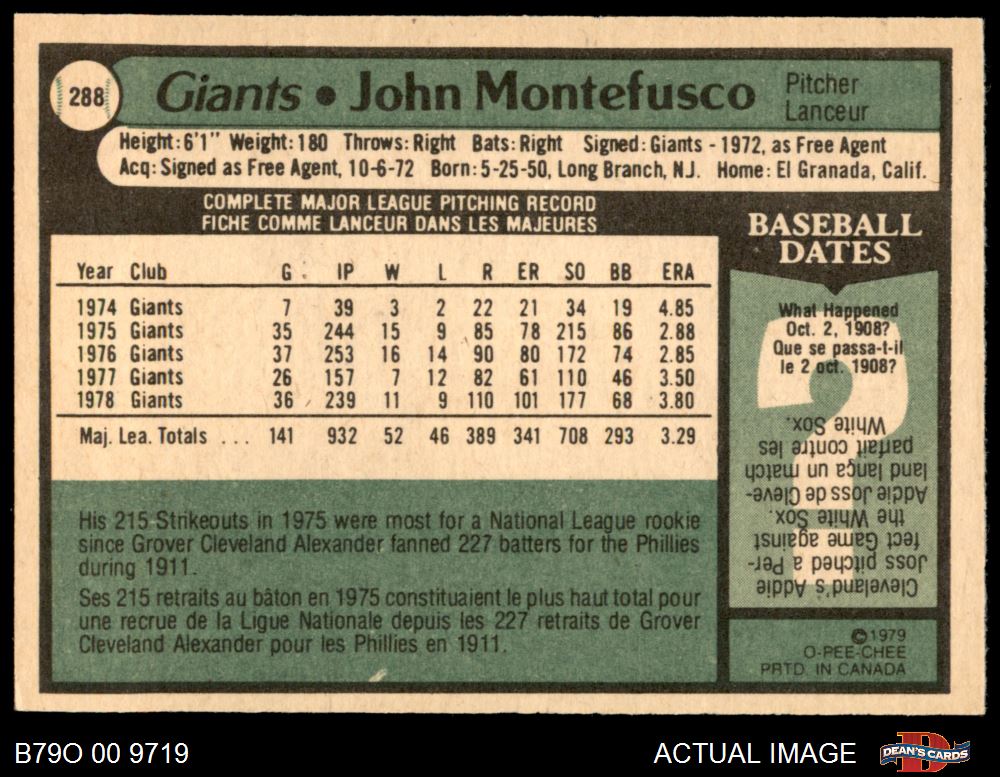 288
Giants • John Montefusco
Pitcher
Lanceur
Height: 6'1" Weight: 180 Throws: Right Bats: Right Signed: Giants - 1972, as Free Agent
Acq: Signed as Free Agent, 10-6-72 Born: 5-25-50, Long Branch, N.J. Home: El Granada, Calif.
COMPLETE MAJOR LEAGUE PITCHING RECORD
FICHE COMME LANCEUR DANS LES MAJEURES
Year Club G IP W L R ER SO BB ERA
1974 Giants 7 39 3 2 22 21 34 19 4.85
1975 Giants 35 244 15 9 85 78 215 86 2.88
1976 Giants 37 253 16 14 90 80 172 74 2.85
1977 Giants 26 157 7 12 82 61 110 46 3.50
1978 Giants 36 239 11 9 110 101 177 68 3.80
Maj. Lea. Totals ... 141 932 52 46 389 341 708 293 3.29
His 215 Strikeouts in 1975 were most for a National League rookie
since Grover Cleveland Alexander fanned 227 batters for the Phillies
during 1911.
Ses 215 retraits au bâton en 1975 constituaient le plus haut total pour
une recrue de la Ligue Nationale depuis les 227 retraits de Grover
Cleveland Alexander pour les Phillies en 1911.
BASEBALL
DATES
What Happened
Oct. 2, 1908?
Que se passa-t-il
le 2 oct. 1908?
Cleveland's Addie
Joss pitched a Per-
fect Game against
the White Sox.
Addie Joss de Cleve-
land lança un match
parfait contre les
White Sox.
©1979
O-PEE-CHEE
PRTD. IN CANADA
B79O 00 9719
ACTUAL IMAGE
DEAN'S CARDS